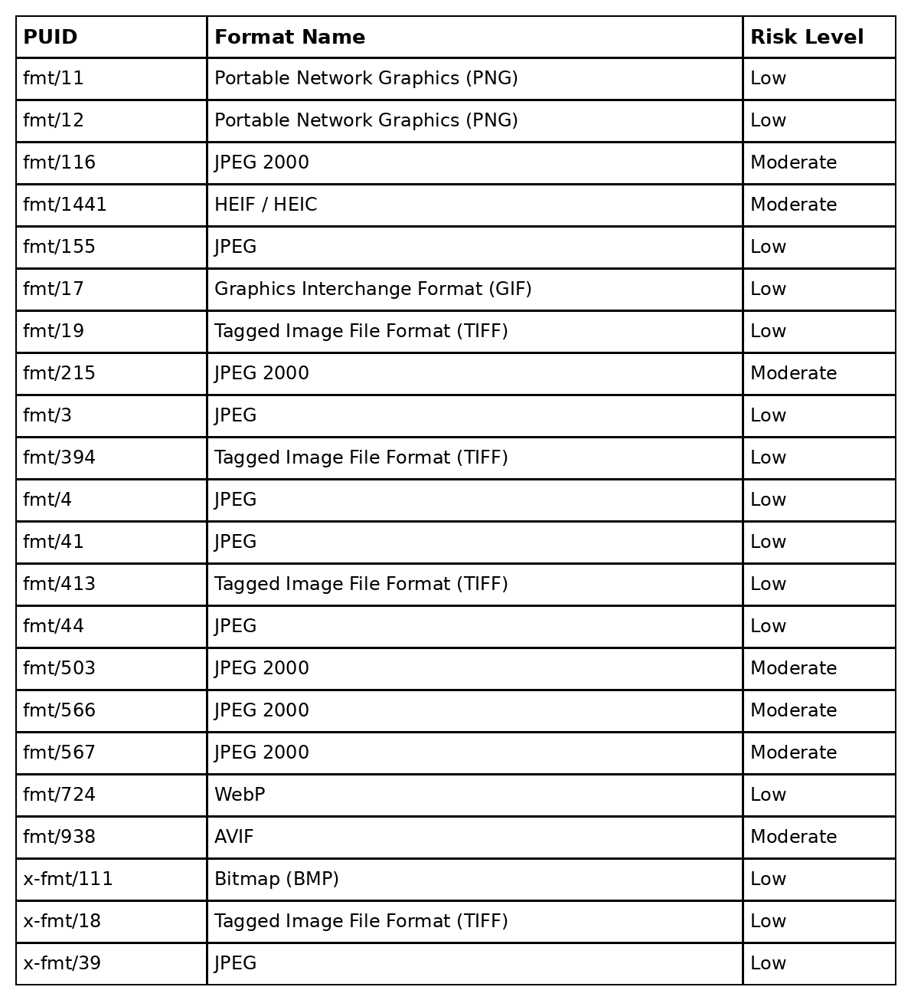 PUID Format Name Risk Level
fmt/11 Portable Network Graphics (PNG) Low
fmt/12 Portable Network Graphics (PNG) Low
fmt/116 JPEG 2000 Moderate
fmt/1441 HEIF / HEIC Moderate
fmt/155 JPEG Low
fmt/17 Graphics Interchange Format (GIF) Low
fmt/19 Tagged Image File Format (TIFF) Low
fmt/215 JPEG 2000 Moderate
fmt/3 JPEG Low
fmt/394 Tagged Image File Format (TIFF) Low
fmt/4 JPEG Low
fmt/41 JPEG Low
fmt/413 Tagged Image File Format (TIFF) Low
fmt/44 JPEG Low
fmt/503 JPEG 2000 Moderate
fmt/566 JPEG 2000 Moderate
fmt/567 JPEG 2000 Moderate
fmt/724 WebP Low
fmt/938 AVIF Moderate
x-fmt/111 Bitmap (BMP) Low
x-fmt/18 Tagged Image File Format (TIFF) Low
x-fmt/39 JPEG Low